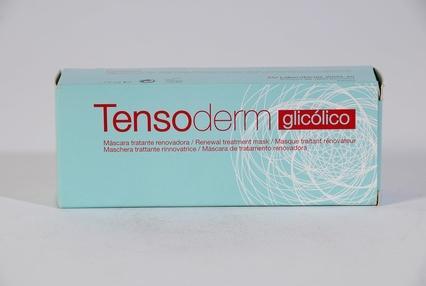 Tensoderm glicólico
Máscara tratante renovadora / Renewal treatment mask / Masque traitant rénovateur
Maschera trattante rinnovatrice / Máscara de tratamento renovadora